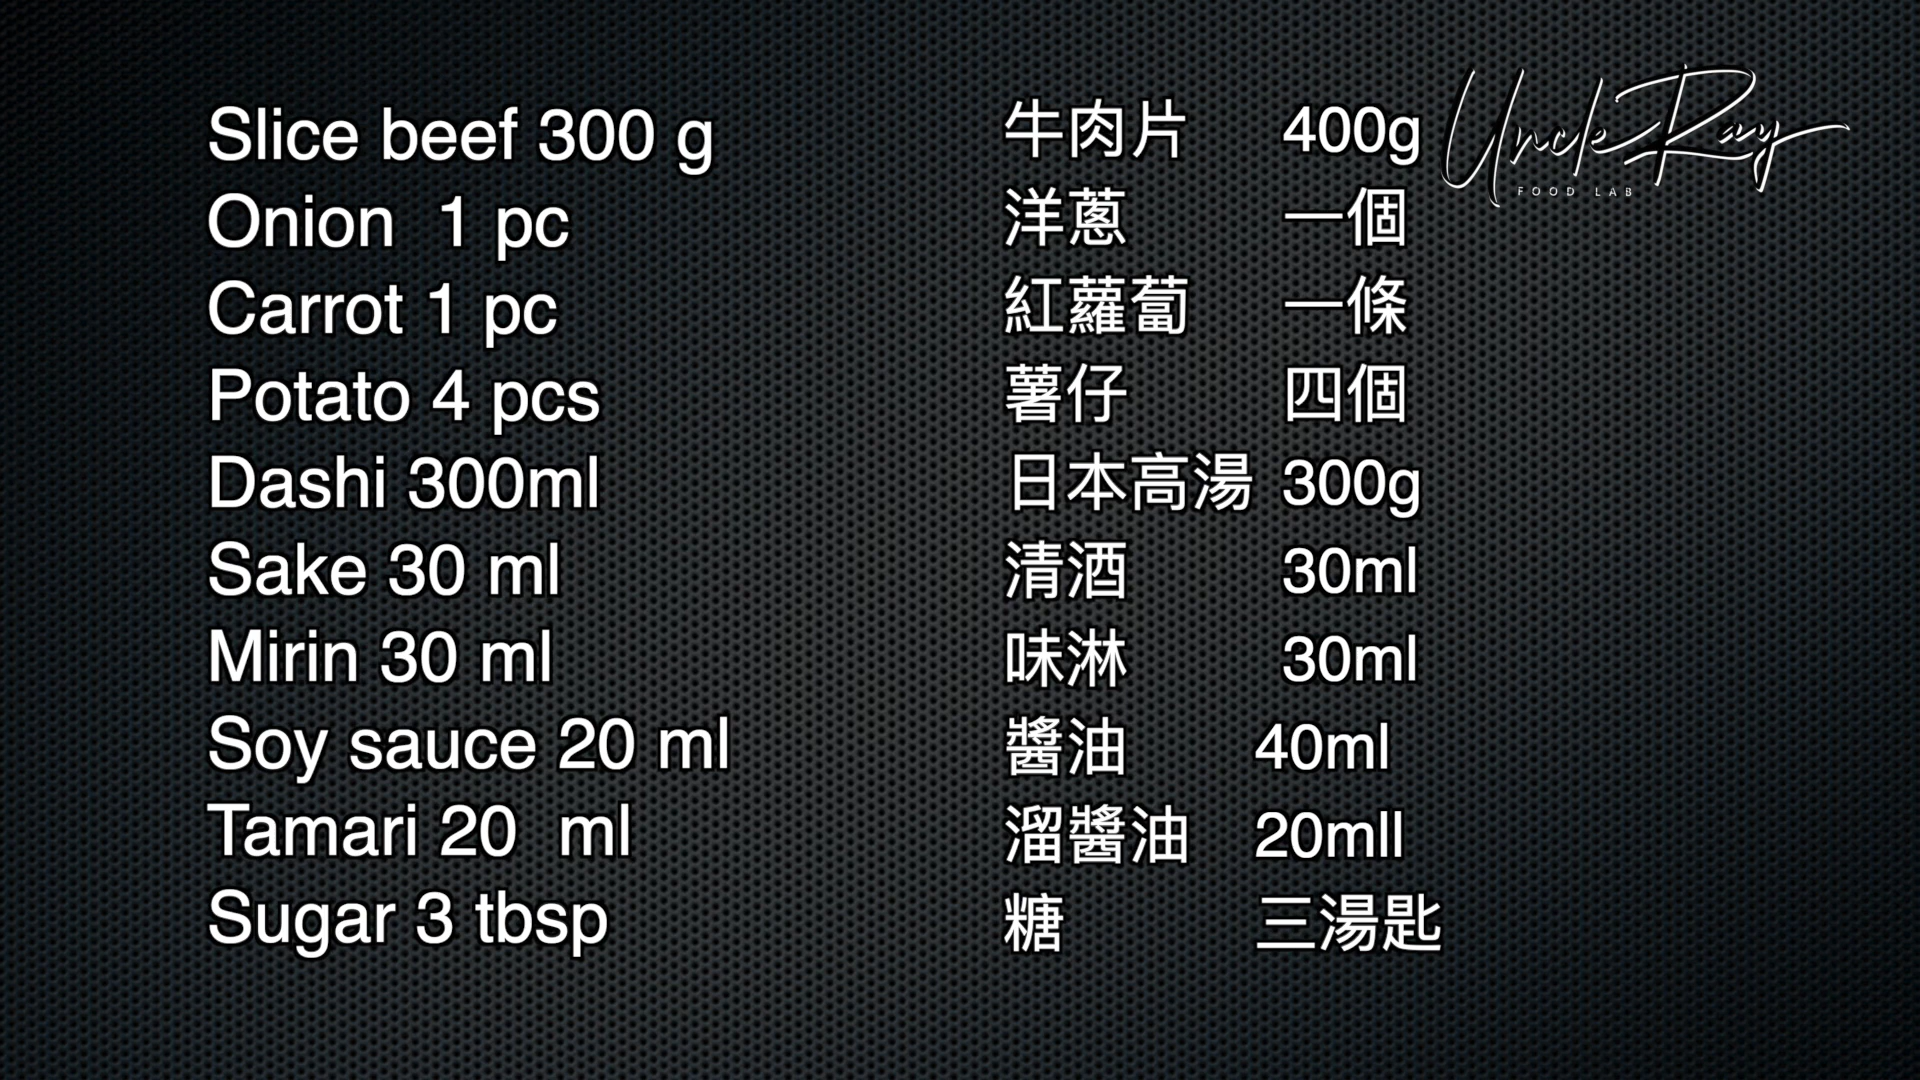 Slice beef 300 g
Onion 1 pc
Carrot 1 pc
Potato 4 pcs
Dashi 300ml
Sake 30 ml
Mirin 30 ml
Soy sauce 20 ml
Tamari 20 ml
Sugar 3 tbsp
牛肉片 400g
洋蔥 一個
紅蘿蔔 一條
薯仔 四個
日本高湯 300g
清酒 30ml
味淋 30ml
醬油 40ml
溜醬油 20mll
糖 三湯匙
Uncle Ray
FOOD LAB